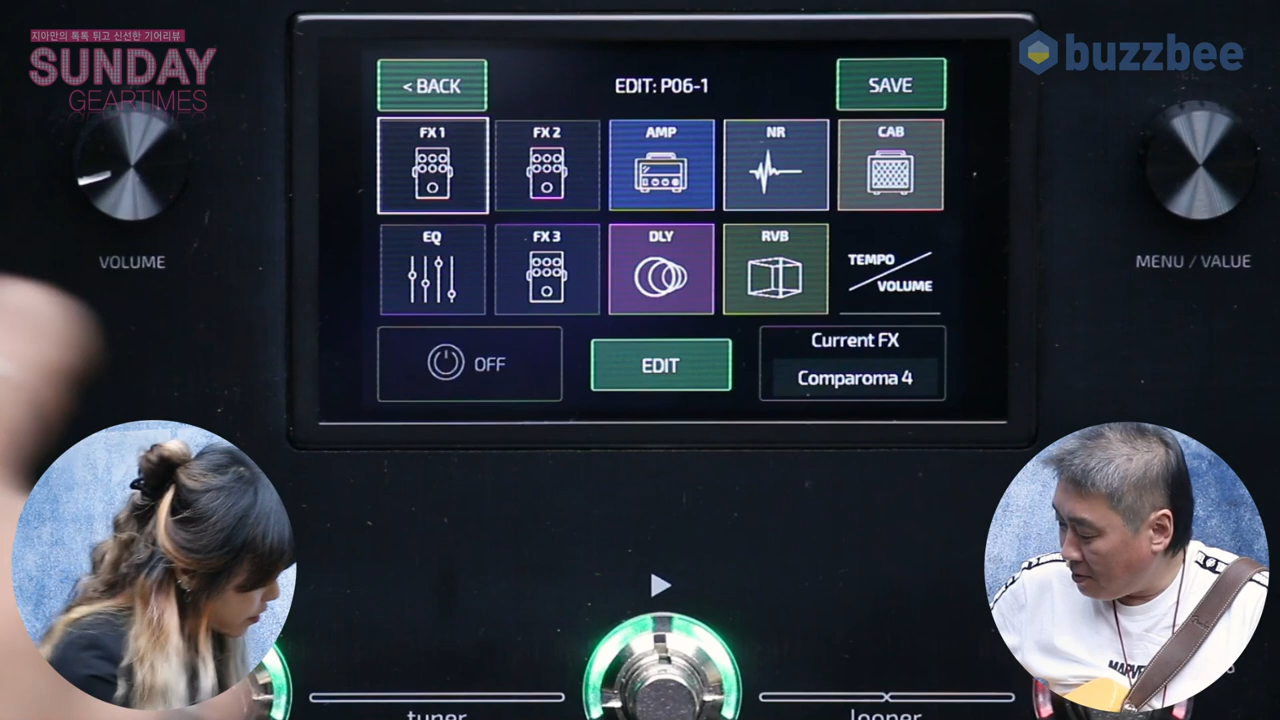 지아만의 톡톡 튀고 신선한 기어리뷰
SUNDAY
GEARTIMES
buzzbee
< BACK
EDIT: P06-1
SAVE
FX 1
FX 2
AMP
NR
CAB
EQ
FX 3
DLY
RVB
TEMPO
VOLUME
OFF
EDIT
Current FX
Comparoma 4
VOLUME
MENU / VALUE
tuner
looper